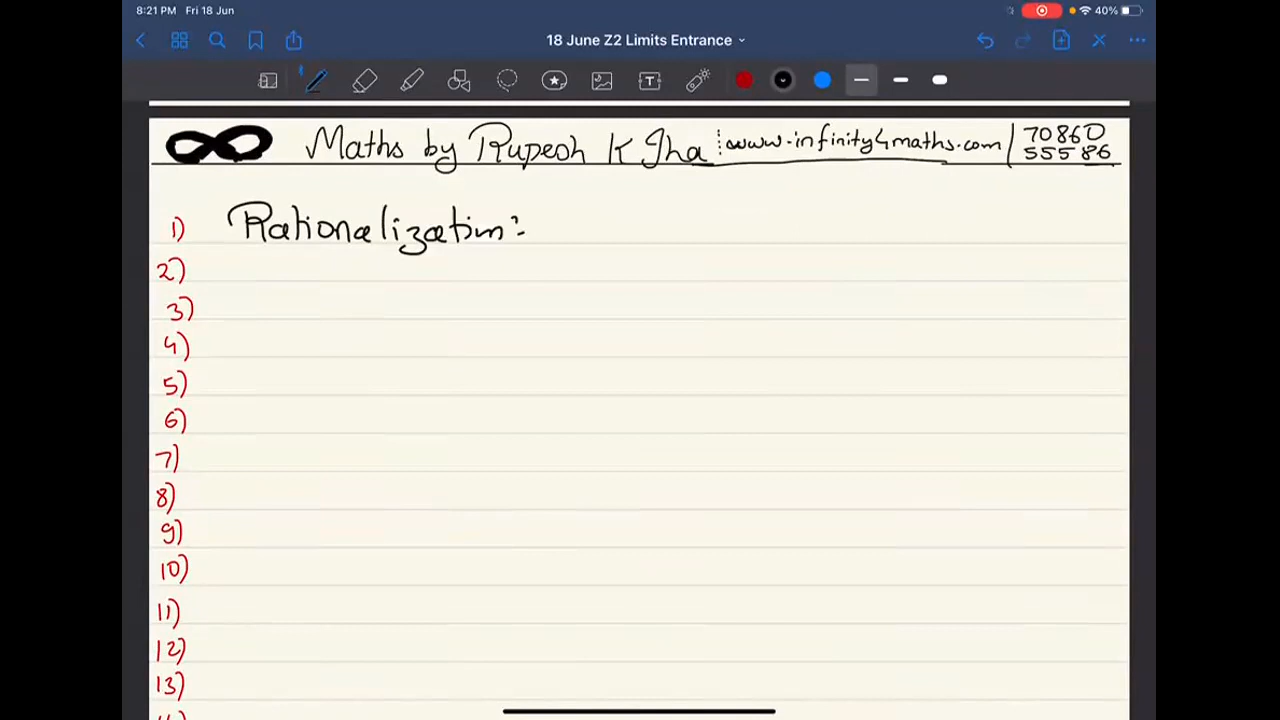 8:21 PM Fri 18 Jun 40%
18 June Z2 Limits Entrance
T
Maths by Rupesh K Jha www.infinity4maths.com 70860
55586
1) Rationalization:
2)
3)
4)
5)
6)
7)
8)
9)
10)
11)
12)
13)